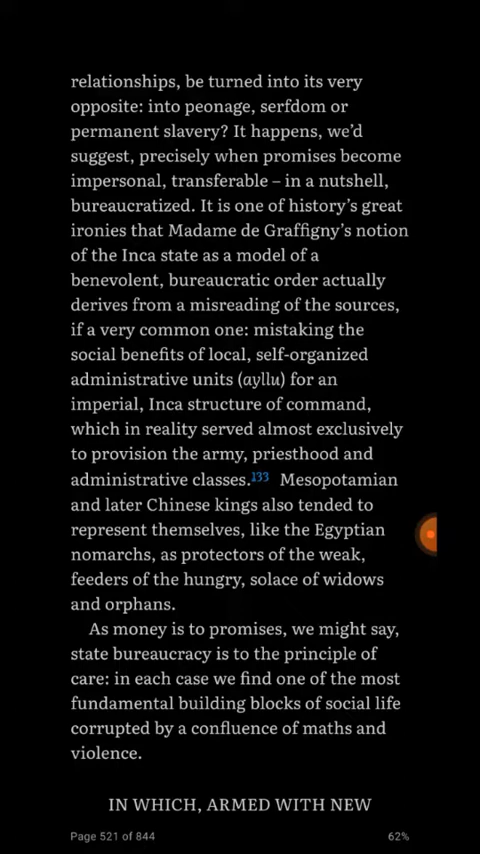 relationships, be turned into its very
opposite: into peonage, serfdom or
permanent slavery? It happens, we’d
suggest, precisely when promises become
impersonal, transferable – in a nutshell,
bureaucratized. It is one of history’s great
ironies that Madame de Graffigny’s notion
of the Inca state as a model of a
benevolent, bureaucratic order actually
derives from a misreading of the sources,
if a very common one: mistaking the
social benefits of local, self-organized
administrative units (ayllu) for an
imperial, Inca structure of command,
which in reality served almost exclusively
to provision the army, priesthood and
administrative classes.133 Mesopotamian
and later Chinese kings also tended to
represent themselves, like the Egyptian
nomarchs, as protectors of the weak,
feeders of the hungry, solace of widows
and orphans.
As money is to promises, we might say,
state bureaucracy is to the principle of
care: in each case we find one of the most
fundamental building blocks of social life
corrupted by a confluence of maths and
violence.
IN WHICH, ARMED WITH NEW
Page 521 of 844 62%